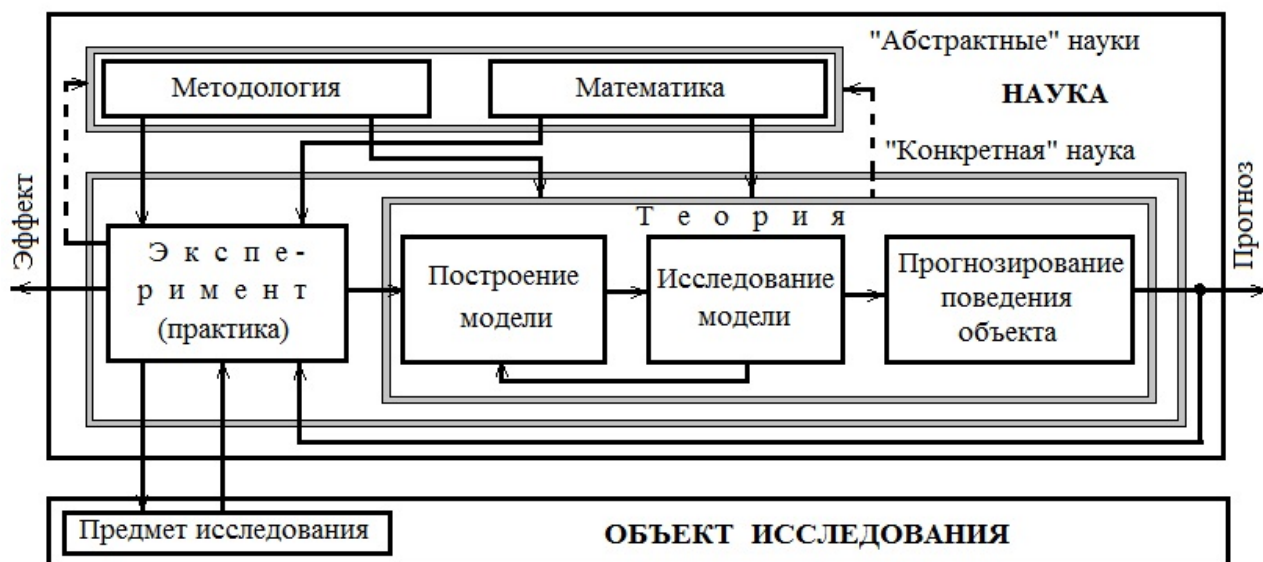 "Абстрактные" науки
Методология
Математика
НАУКА
"Конкретная" наука
Эффект
Прогноз
Т е о р и я
Э к с п е -
р и м е н т
(практика)
Построение
модели
Исследование
модели
Прогнозирование
поведения
объекта
Предмет исследования
ОБЪЕКТ ИССЛЕДОВАНИЯ